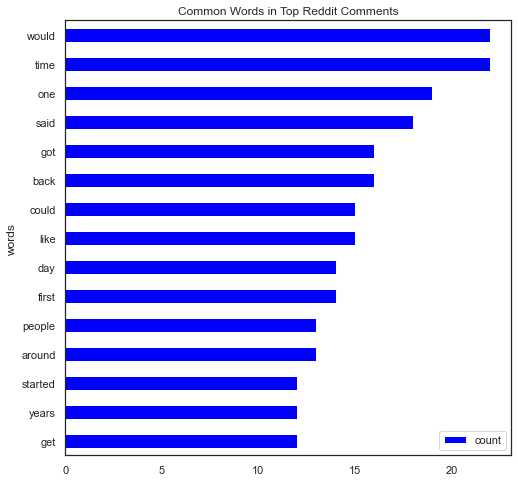 Common Words in Top Reddit Comments
would
time
one
said
got
back
could
like
day
first
people
around
started
years
get
words
count
0 5 10 15 20